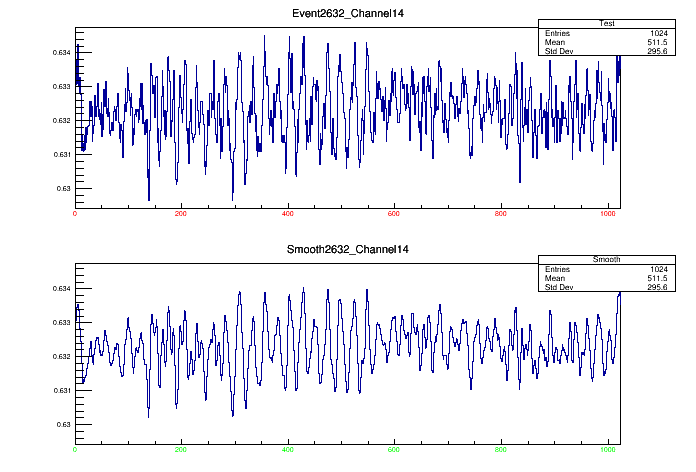 Event2632_Channel14
Test
Entries 1024
Mean 511.5
Std Dev 295.6
0.634
0.633
0.632
0.631
0.63
0 200 400 600 800 1000
Smooth2632_Channel14
Smooth
Entries 1024
Mean 511.5
Std Dev 295.6
0.634
0.633
0.632
0.631
0.63
0 200 400 600 800 1000